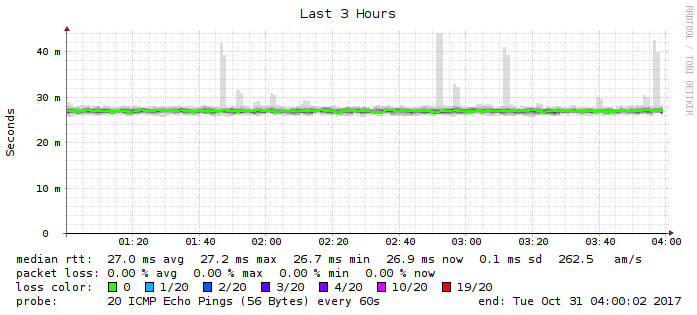 Last 3 Hours
RRDTOOL / TOBI OETIKER
Seconds
40 m
30 m
20 m
10 m
0
01:20 01:40 02:00 02:20 02:40 03:00 03:20 03:40 04:00
median rtt: 27.0 ms avg 27.2 ms max 26.7 ms min 26.9 ms now 0.1 ms sd 262.5 am/s
packet loss: 0.00 % avg 0.00 % max 0.00 % min 0.00 % now
loss color: 0 1/20 2/20 3/20 4/20 10/20 19/20
probe: 20 ICMP Echo Pings (56 Bytes) every 60s end: Tue Oct 31 04:00:02 2017